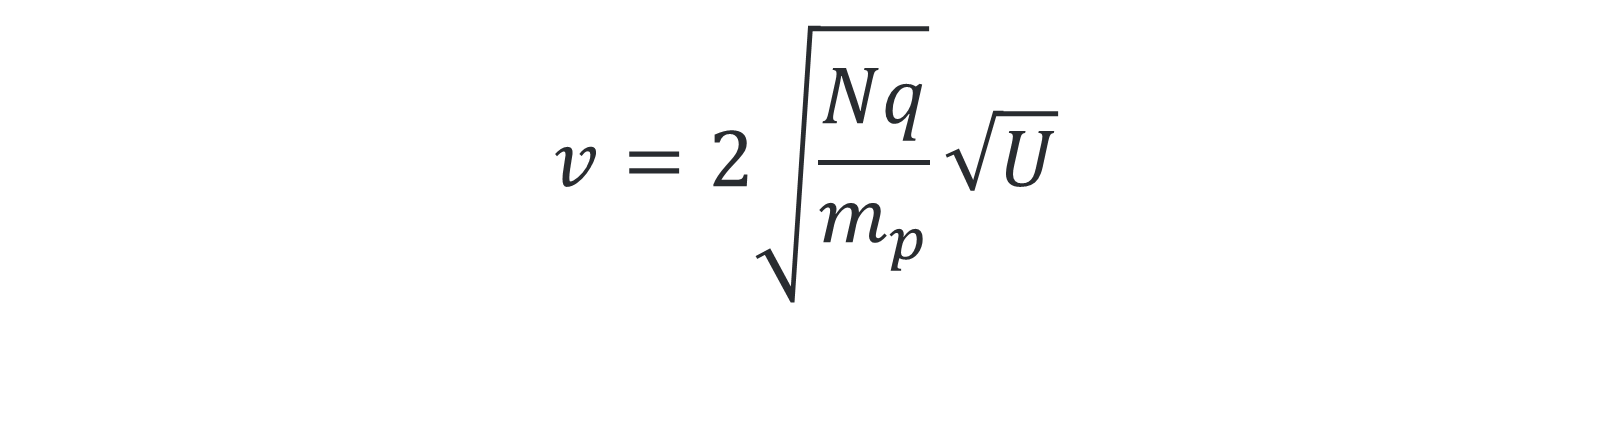 v = 2 √(Nq/m_p) √U